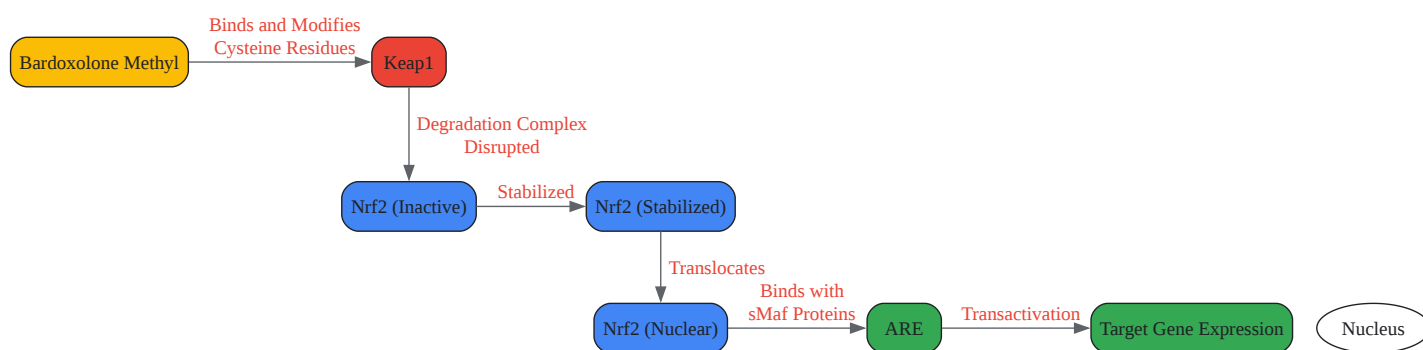 Binds and Modifies
Cysteine Residues
Bardoxolone Methyl
Keap1
Degradation Complex
Disrupted
Nrf2 (Inactive)
Stabilized
Nrf2 (Stabilized)
Translocates
Binds with
sMaf Proteins
Nrf2 (Nuclear)
ARE
Transactivation
Target Gene Expression
Nucleus